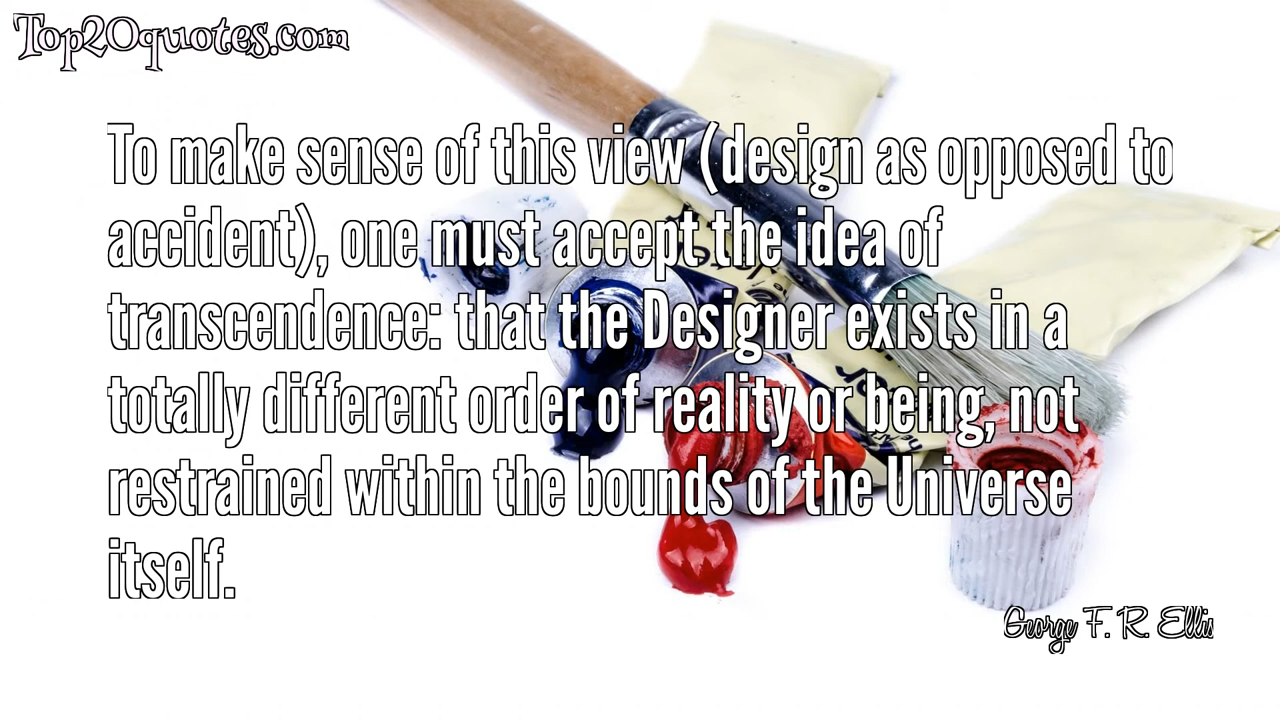 Top20quotes.com
To make sense of this view (design as opposed to
accident), one must accept the idea of
transcendence: that the Designer exists in a
totally different order of reality or being, not
restrained within the bounds of the Universe
itself.
George F. R. Ellis